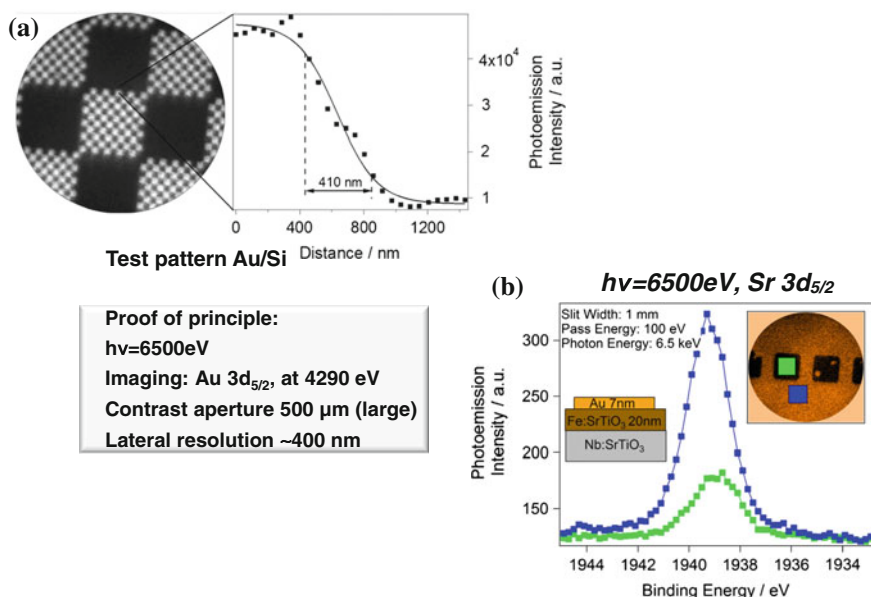 (a)
Photoemission
Intensity / a.u.
4x10⁴
3
2
1
410 nm
0 400 800 1200
Distance / nm
Test pattern Au/Si
Proof of principle:
hν=6500eV
Imaging: Au 3d₅/₂, at 4290 eV
Contrast aperture 500 µm (large)
Lateral resolution ~400 nm
(b)
hν=6500eV, Sr 3d₅/₂
Slit Width: 1 mm
Pass Energy: 100 eV
Photon Energy: 6.5 keV
Au 7nm
Fe:SrTiO₃ 20nm
Nb:SrTiO₃
Photoemission
Intensity / a.u.
300
250
200
150
1944 1942 1940 1938 1936 1934
Binding Energy / eV